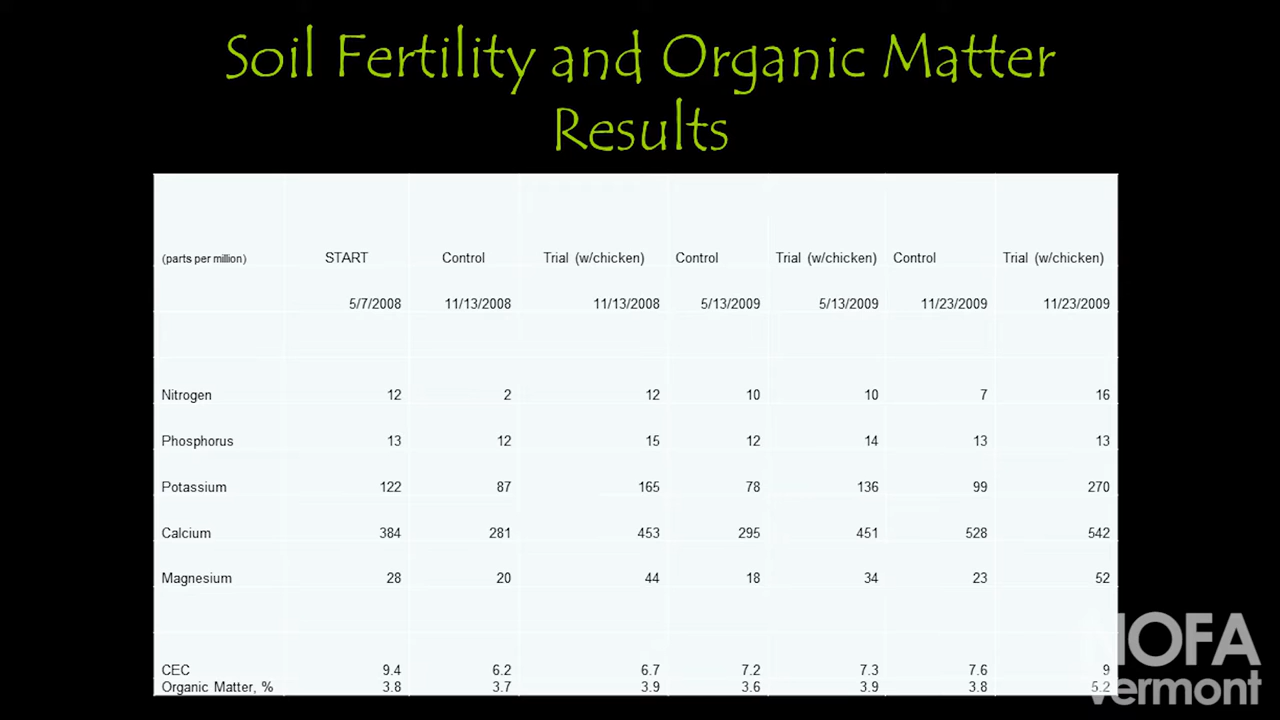 Soil Fertility and Organic Matter
Results
(parts per million) START Control Trial (w/chicken) Control Trial (w/chicken) Control Trial (w/chicken)
5/7/2008 11/13/2008 11/13/2008 5/13/2009 5/13/2009 11/23/2009 11/23/2009
Nitrogen 12 2 12 10 10 7 16
Phosphorus 13 12 15 12 14 13 13
Potassium 122 87 165 78 136 99 270
Calcium 384 281 453 295 451 528 542
Magnesium 28 20 44 18 34 23 52
CEC 9.4 6.2 6.7 7.2 7.3 7.6 9
Organic Matter, % 3.8 3.7 3.9 3.6 3.9 3.8 5.2
NOFA
Vermont